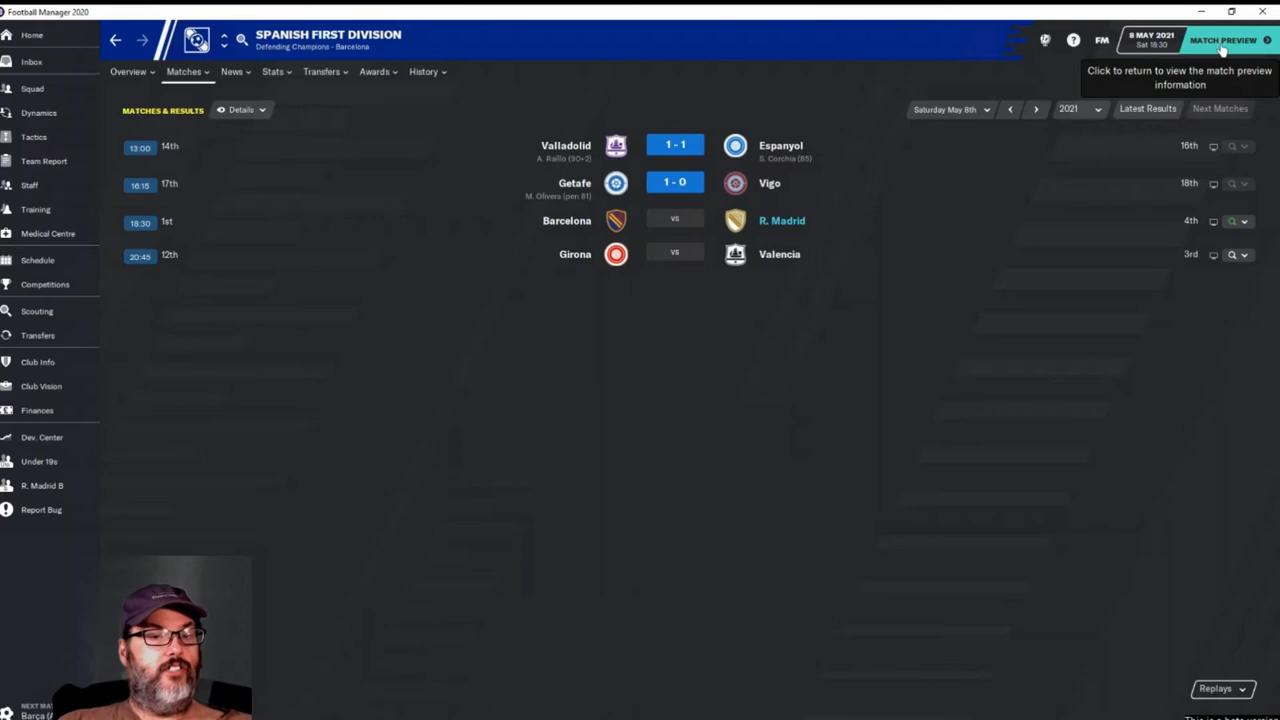 Football Manager 2020
Home
Inbox
Squad
Dynamics
Tactics
Team Report
Staff
Training
Medical Centre
Schedule
Competitions
Scouting
Transfers
Club Info
Club Vision
Finances
Dev. Center
Under 19s
R. Madrid B
Report Bug
SPANISH FIRST DIVISION
Defending Champions - Barcelona
FM
8 MAY 2021
Sat 18:30
MATCH PREVIEW
Click to return to view the match preview
information
Overview Matches News Stats Transfers Awards History
MATCHES & RESULTS Details Saturday May 8th 2021 Latest Results Next Matches
13:00 14th Valladolid 1 - 1 Espanyol 16th
A. Rallo (90+2) S. Corchia (85)
16:15 17th Getafe 1 - 0 Vigo 18th
M. Olivera (pen 81)
18:30 1st Barcelona vs R. Madrid 4th
20:45 12th Girona vs Valencia 3rd
Replays